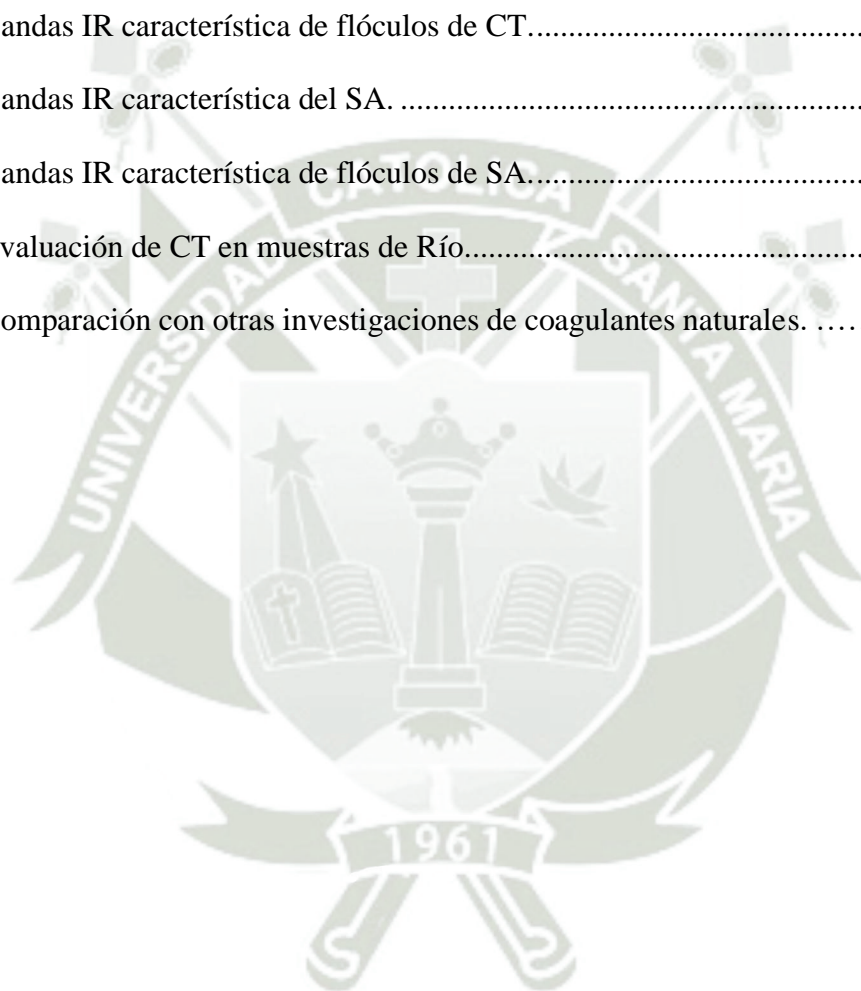 andas IR característica de flóculos de CT.......................................
andas IR característica del SA. .......................................................
andas IR característica de flóculos de SA.......................................
valuación de CT en muestras de Río...............................................
omparación con otras investigaciones de coagulantes naturales. ….
UNIVERSIDAD CATOLICA SANTA MARIA
1961